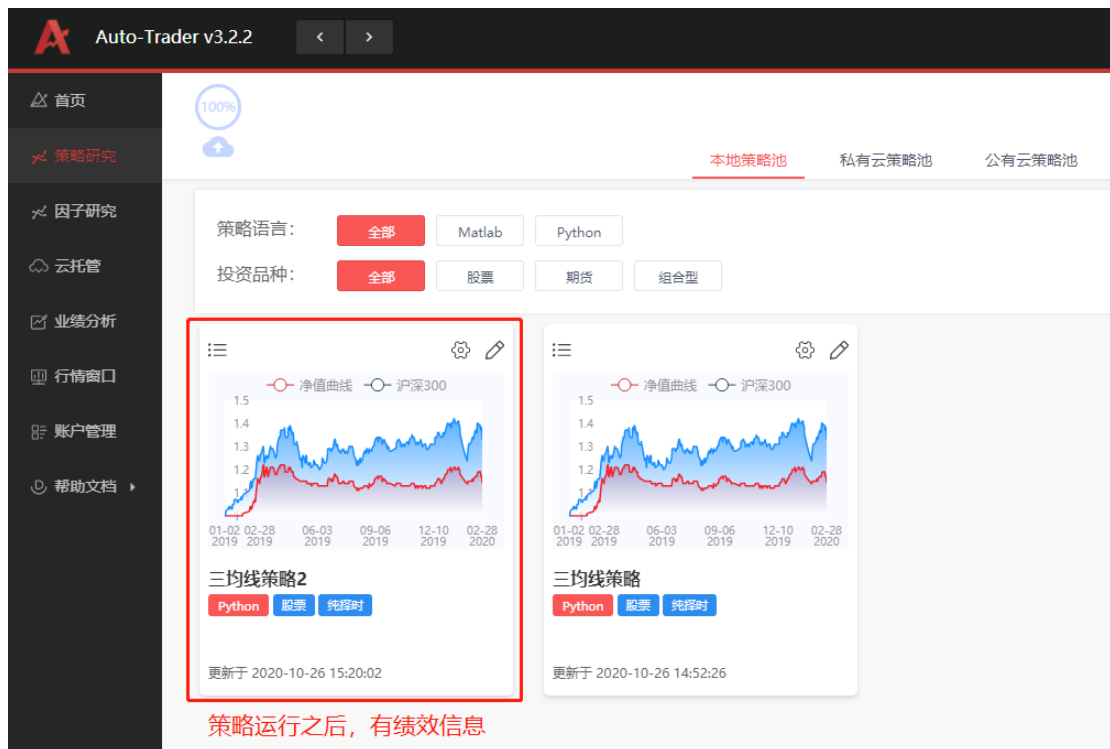 Auto-Trader v3.2.2
首页
100%
策略研究
本地策略池 私有云策略池 公有云策略池
因子研究
策略语言： 全部 Matlab Python
云托管
投资品种： 全部 股票 期货 组合型
业绩分析
行情窗口
账户管理
帮助文档
净值曲线 沪深300
1.5
1.4
1.3
1.2
1.1
01-02 2019 02-28 2019 06-03 2019 09-06 2019 12-10 2019 02-28 2020
三均线策略2
Python 股票 纯择时
更新于 2020-10-26 15:20:02
净值曲线 沪深300
1.5
1.4
1.3
1.2
1.1
01-02 2019 02-28 2019 06-03 2019 09-06 2019 12-10 2019 02-28 2020
三均线策略
Python 股票 纯择时
更新于 2020-10-26 14:52:26
策略运行之后，有绩效信息